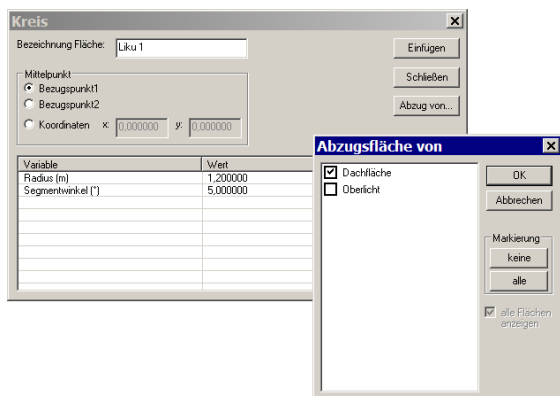 Kreis
Bezeichnung Fläche: Liku 1
Einfügen
Mittelpunkt
Schließen
Bezugspunkt1
Bezugspunkt2
Abzug von...
Koordinaten x: 0,000000 y: 0,000000
Variable Wert
Radius (m) 1,200000
Segmentwinkel (°) 5,000000
Abzugsfläche von
Dachfläche
OK
Oberlicht
Abbrechen
Markierung
keine
alle
alle Flächen
anzeigen